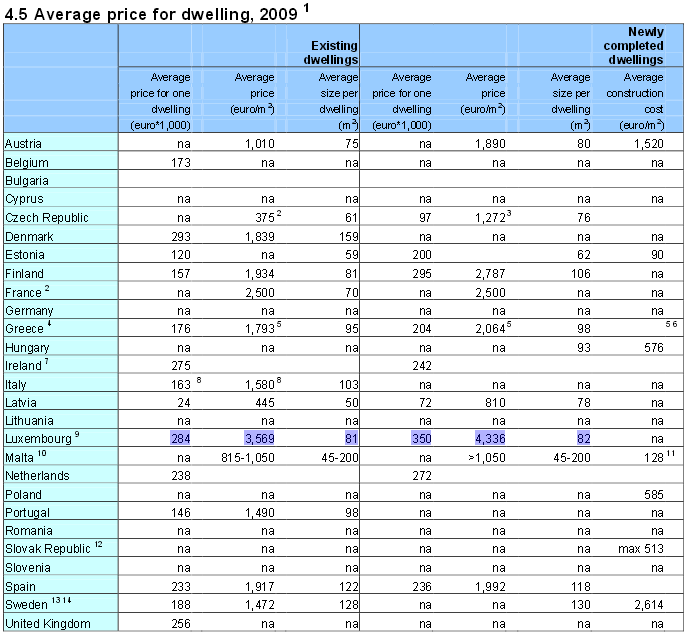 4.5 Average price for dwelling, 2009 1
Existing dwellings Newly completed dwellings
Average price for one dwelling (euro*1,000) Average price (euro/m²) Average size per dwelling (m²) Average price for one dwelling (euro*1,000) Average price (euro/m²) Average size per dwelling (m²) Average construction cost (euro/m²)
Austria na 1,010 75 na 1,890 80 1,520
Belgium 173 na na na na na na
Bulgaria
Cyprus na na na na na na na
Czech Republic na 375 2 61 97 1,272 3 76
Denmark 293 1,839 159 na na na na
Estonia 120 na 59 200 62 90
Finland 157 1,934 81 295 2,787 106 na
France 2 na 2,500 70 na 2,500 na
Germany na na na na na na na
Greece 4 176 1,793 5 95 204 2,064 5 98 5 6
Hungary na na na na na 93 576
Ireland 7 275 242
Italy 163 8 1,580 8 103 na na na na
Latvia 24 445 50 72 810 78 na
Lithuania na na na na na na na
Luxembourg 9 284 3,569 81 350 4,336 82 na
Malta 10 na 815-1,050 45-200 na >1,050 45-200 128 11
Netherlands 238 272
Poland na na na na na na 585
Portugal 146 1,490 98 na na na na
Romania na na na na na na na
Slovak Republic 12 na na na na na na max 513
Slovenia na na na na na na na
Spain 233 1,917 122 236 1,992 118
Sweden 13 14 188 1,472 128 na na 130 2,614
United Kingdom 256 na na na na na na